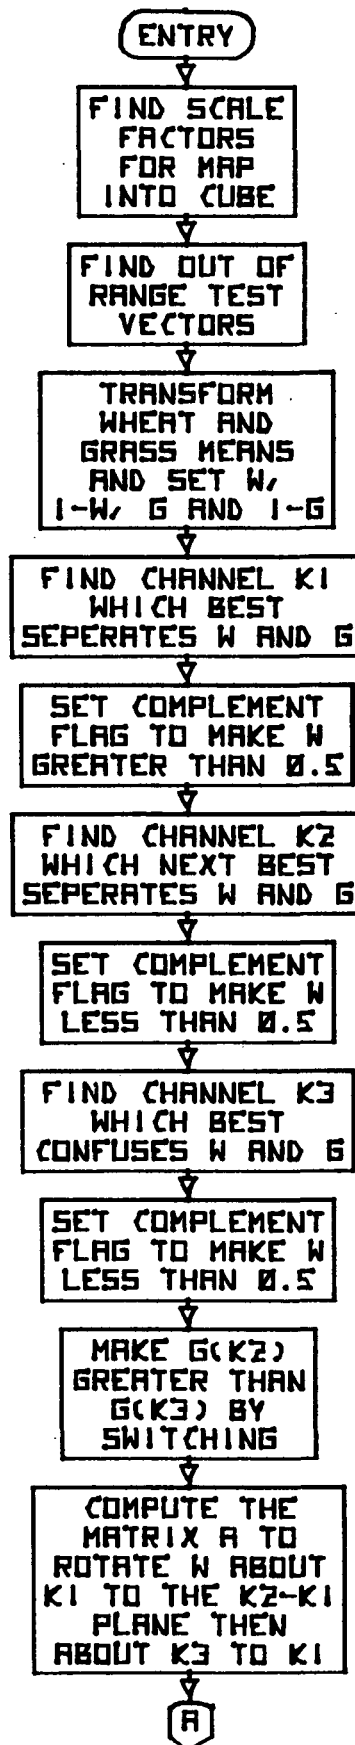 ENTRY
FIND SCALE
FACTORS
FOR MAP
INTO CUBE
FIND OUT OF
RANGE TEST
VECTORS
TRANSFORM
WHEAT AND
GRASS MEANS
AND SET W,
1-W, G AND 1-G
FIND CHANNEL K1
WHICH BEST
SEPERATES W AND G
SET COMPLEMENT
FLAG TO MAKE W
GREATER THAN 0.5
FIND CHANNEL K2
WHICH NEXT BEST
SEPERATES W AND G
SET COMPLEMENT
FLAG TO MAKE W
LESS THAN 0.5
FIND CHANNEL K3
WHICH BEST
CONFUSES W AND G
SET COMPLEMENT
FLAG TO MAKE W
LESS THAN 0.5
MAKE G(K2)
GREATER THAN
G(K3) BY
SWITCHING
COMPUTE THE
MATRIX A TO
ROTATE W ABOUT
K1 TO THE K2-K1
PLANE THEN
ABOUT K3 TO K1
A